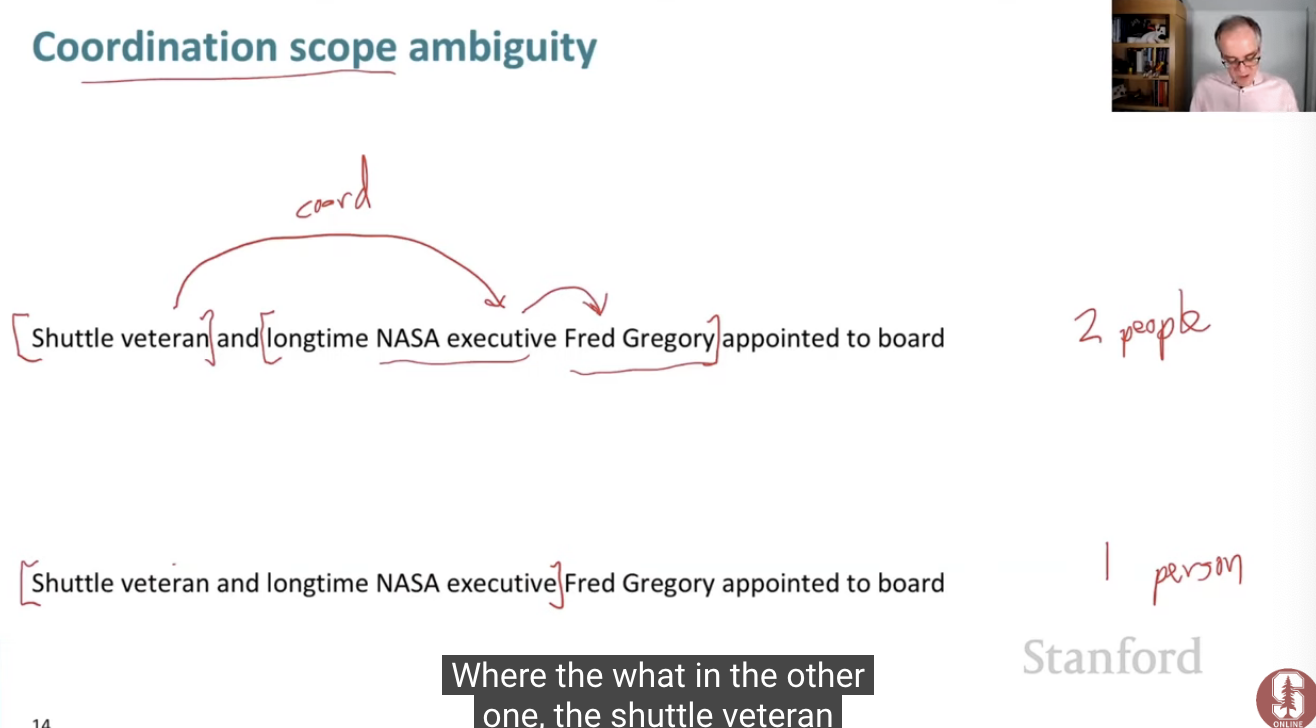 Coordination scope ambiguity
coord
[Shuttle veteran] and [longtime NASA executive Fred Gregory] appointed to board
2 people
[Shuttle veteran and longtime NASA executive] Fred Gregory appointed to board
1 person
Stanford
Where the what in the other
one, the shuttle veteran
14
S
ONLINE